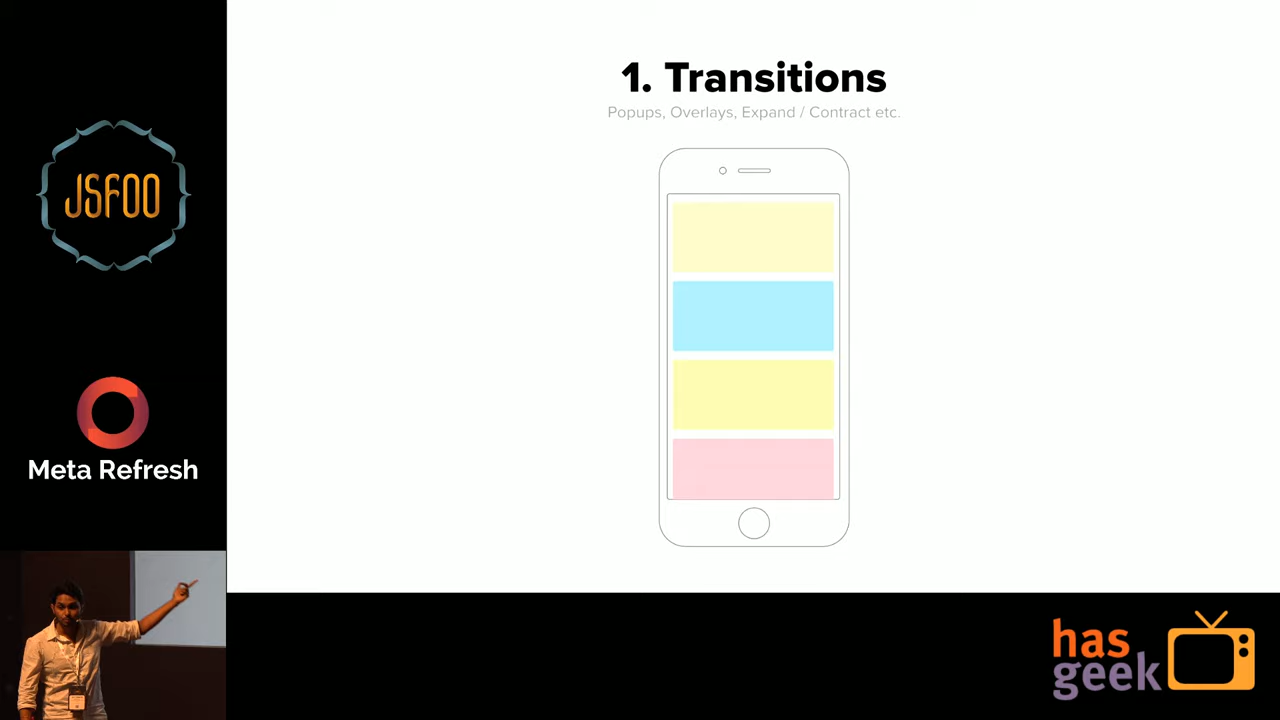 1. Transitions
Popups, Overlays, Expand / Contract etc.
JSFOO
Meta Refresh
has
geek